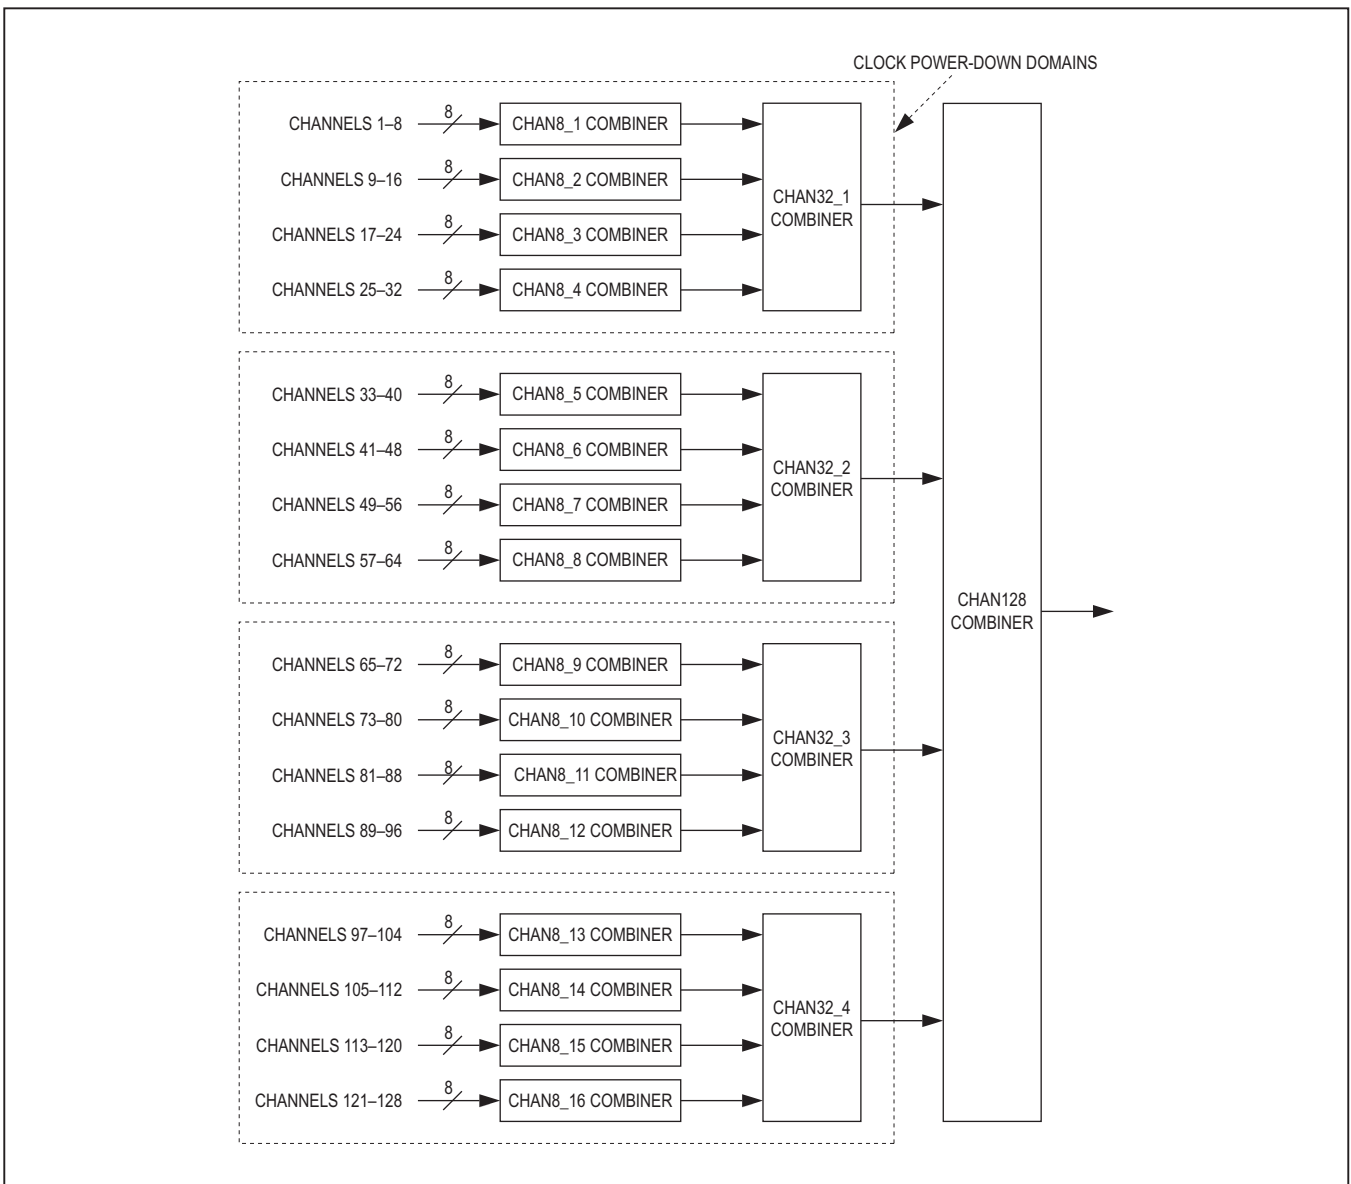 CLOCK POWER-DOWN DOMAINS
CHANNELS 1–8
8
CHAN8_1 COMBINER
CHANNELS 9–16
8
CHAN8_2 COMBINER
CHANNELS 17–24
8
CHAN8_3 COMBINER
CHANNELS 25–32
8
CHAN8_4 COMBINER
CHAN32_1
COMBINER
CHANNELS 33–40
8
CHAN8_5 COMBINER
CHANNELS 41–48
8
CHAN8_6 COMBINER
CHANNELS 49–56
8
CHAN8_7 COMBINER
CHANNELS 57–64
8
CHAN8_8 COMBINER
CHAN32_2
COMBINER
CHANNELS 65–72
8
CHAN8_9 COMBINER
CHANNELS 73–80
8
CHAN8_10 COMBINER
CHANNELS 81–88
8
CHAN8_11 COMBINER
CHANNELS 89–96
8
CHAN8_12 COMBINER
CHAN32_3
COMBINER
CHANNELS 97–104
8
CHAN8_13 COMBINER
CHANNELS 105–112
8
CHAN8_14 COMBINER
CHANNELS 113–120
8
CHAN8_15 COMBINER
CHANNELS 121–128
8
CHAN8_16 COMBINER
CHAN32_4
COMBINER
CHAN128
COMBINER